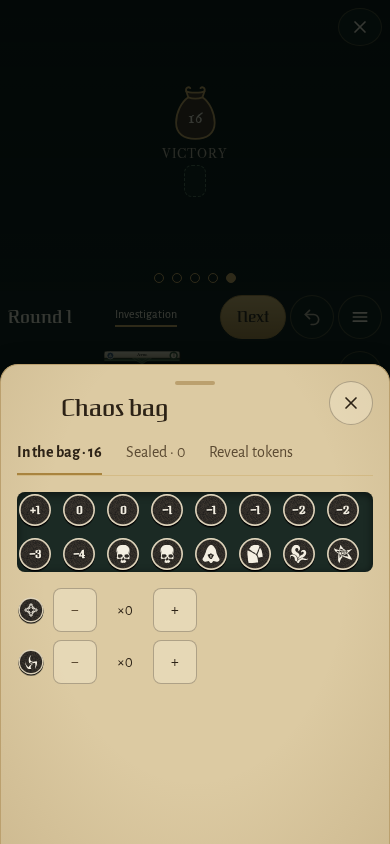 16
VICTORY
Round 1
Investigation
Next
Chaos bag
In the bag · 16
Sealed · 0
Reveal tokens
+1 0 0 −1 −1 −1 −2 −2
−3 −4
− ×0 +
− ×0 +